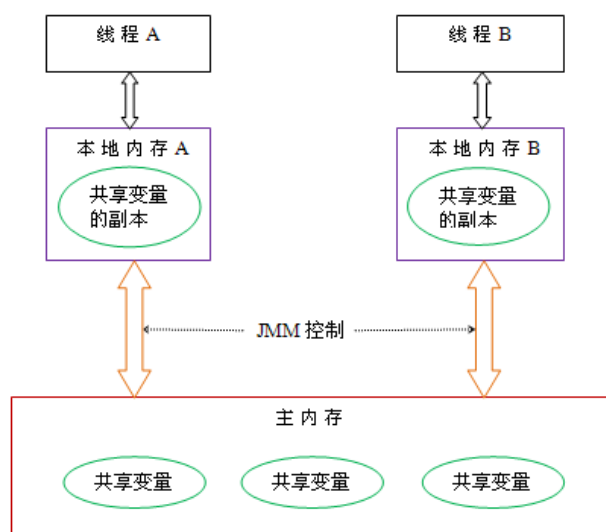 线程 A
线程 B
本地内存 A
本地内存 B
共享变量
的副本
共享变量
的副本
JMM 控制
主内存
共享变量
共享变量
共享变量